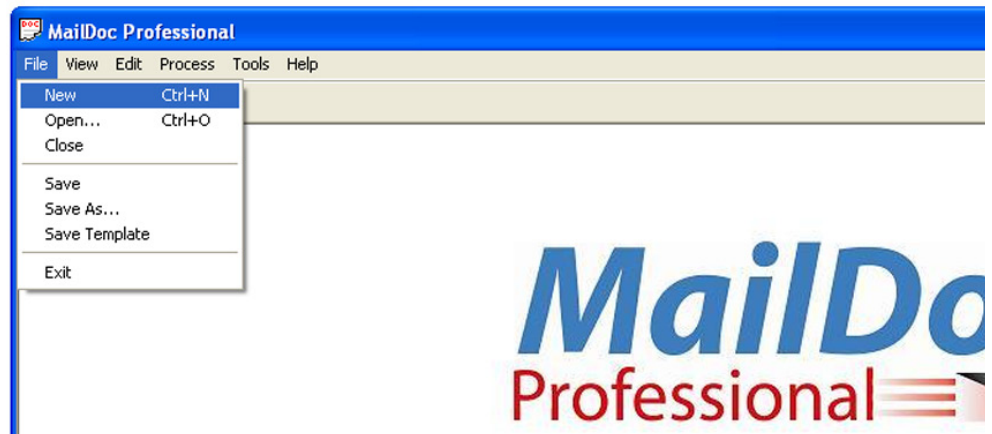 DOC MailDoc Professional
File View Edit Process Tools Help
New Ctrl+N
Open... Ctrl+O
Close
Save
Save As...
Save Template
Exit
MailDo
Professional